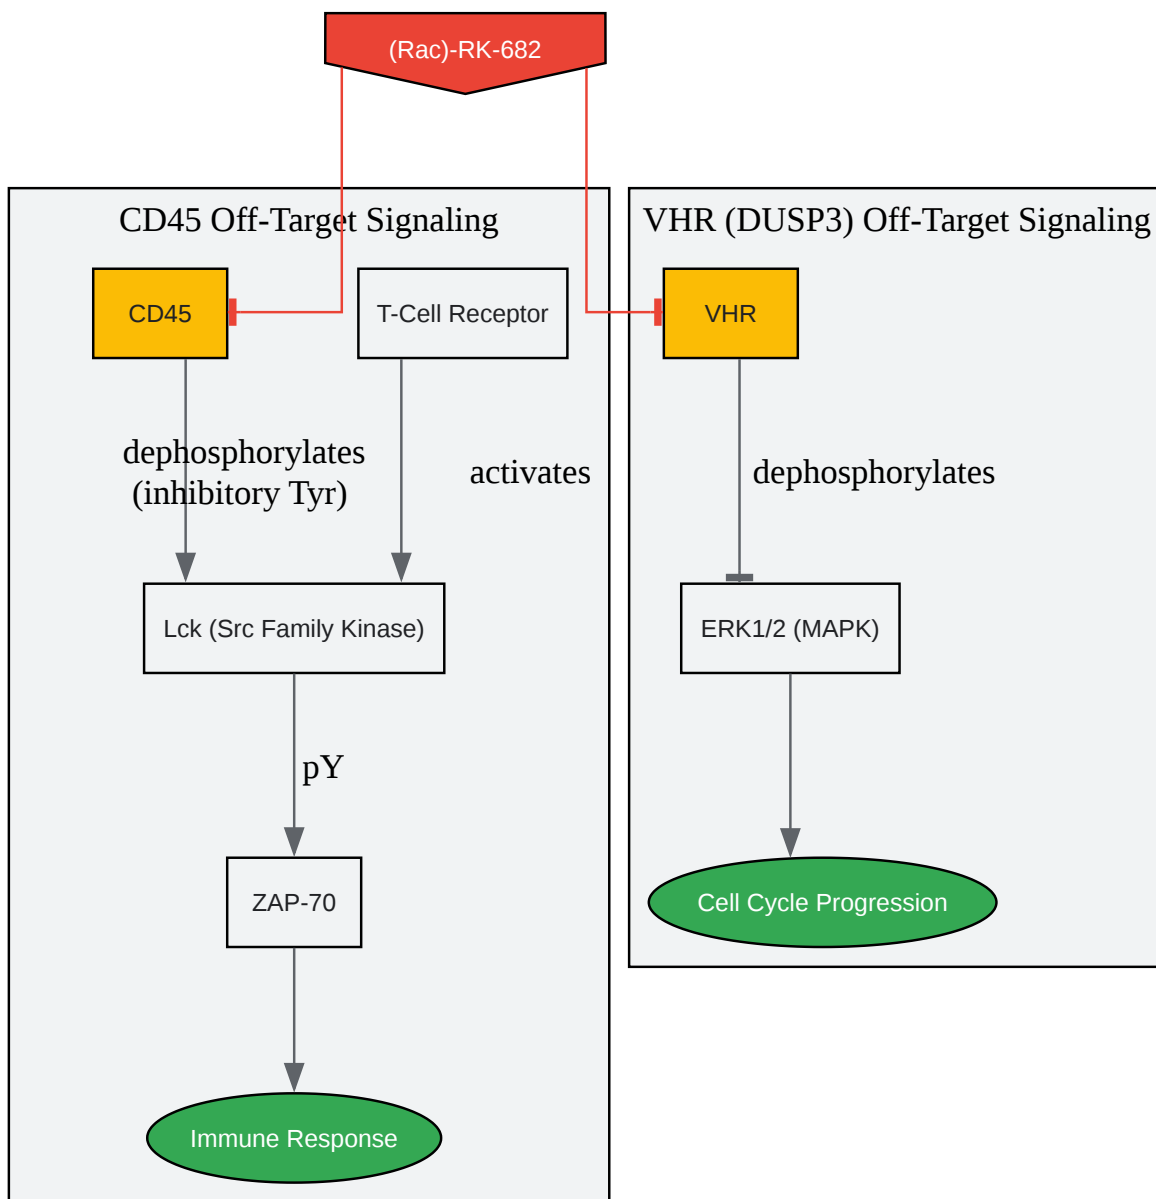 (Rac)-RK-682
CD45 Off-Target Signaling
CD45
T-Cell Receptor
dephosphorylates
(inhibitory Tyr)
activates
Lck (Src Family Kinase)
pY
ZAP-70
Immune Response
VHR (DUSP3) Off-Target Signaling
VHR
dephosphorylates
ERK1/2 (MAPK)
Cell Cycle Progression